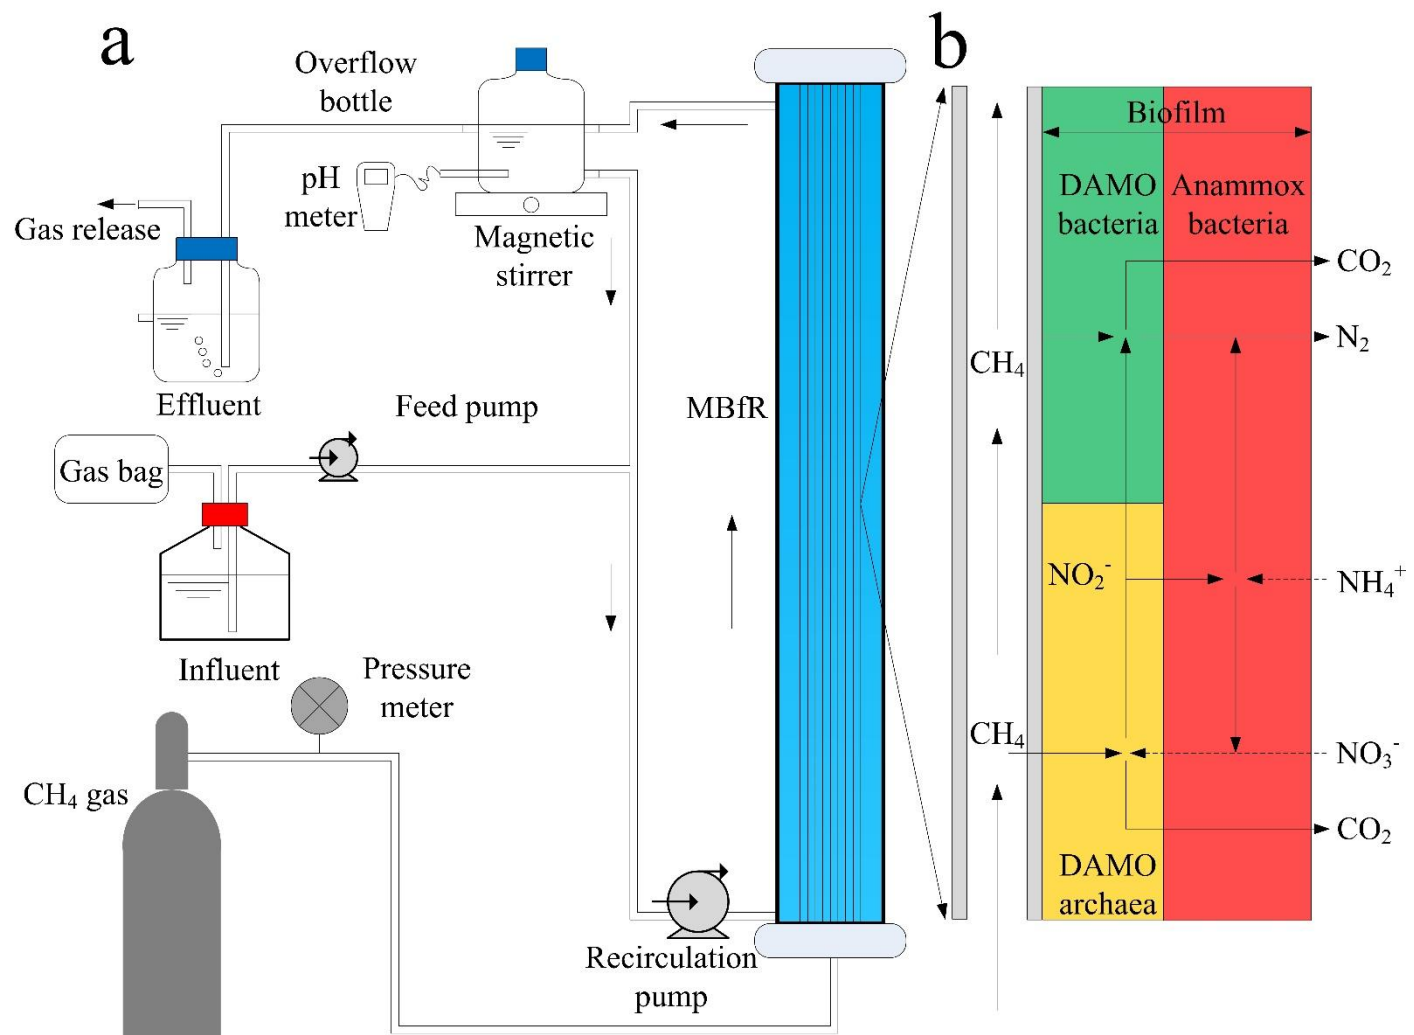 a
Overflow
bottle
pH
meter
Gas release
Magnetic
stirrer
Effluent
Feed pump
MBfR
Gas bag
Influent
Pressure
meter
CH₄ gas
Recirculation
pump
b
Biofilm
DAMO
bacteria
Anammox
bacteria
CO₂
N₂
CH₄
NO₂⁻
NH₄⁺
CH₄
NO₃⁻
CO₂
DAMO
archaea